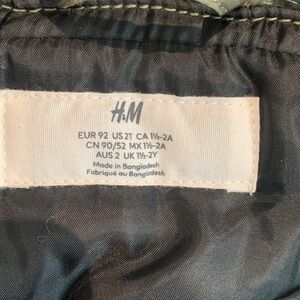 H&M
EUR 92 US 2T CA 1½-2A
CN 90/52 MX 1½-2A
AUS 2 UK 1½-2Y
Made in Bangladesh
Fabriqué au Bangladesh